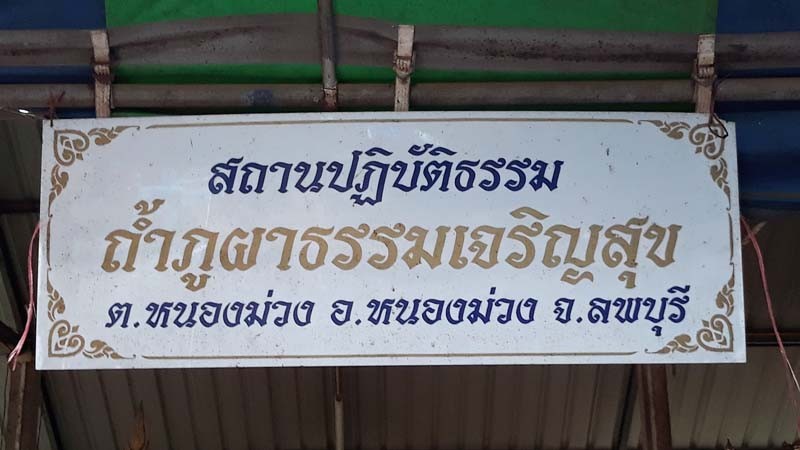 สถานปฏิบัติธรรม
ถ้ำภูผาธรรมเจริญสุข
ต.หนองม่วง อ.หนองม่วง จ.ลพบุรี